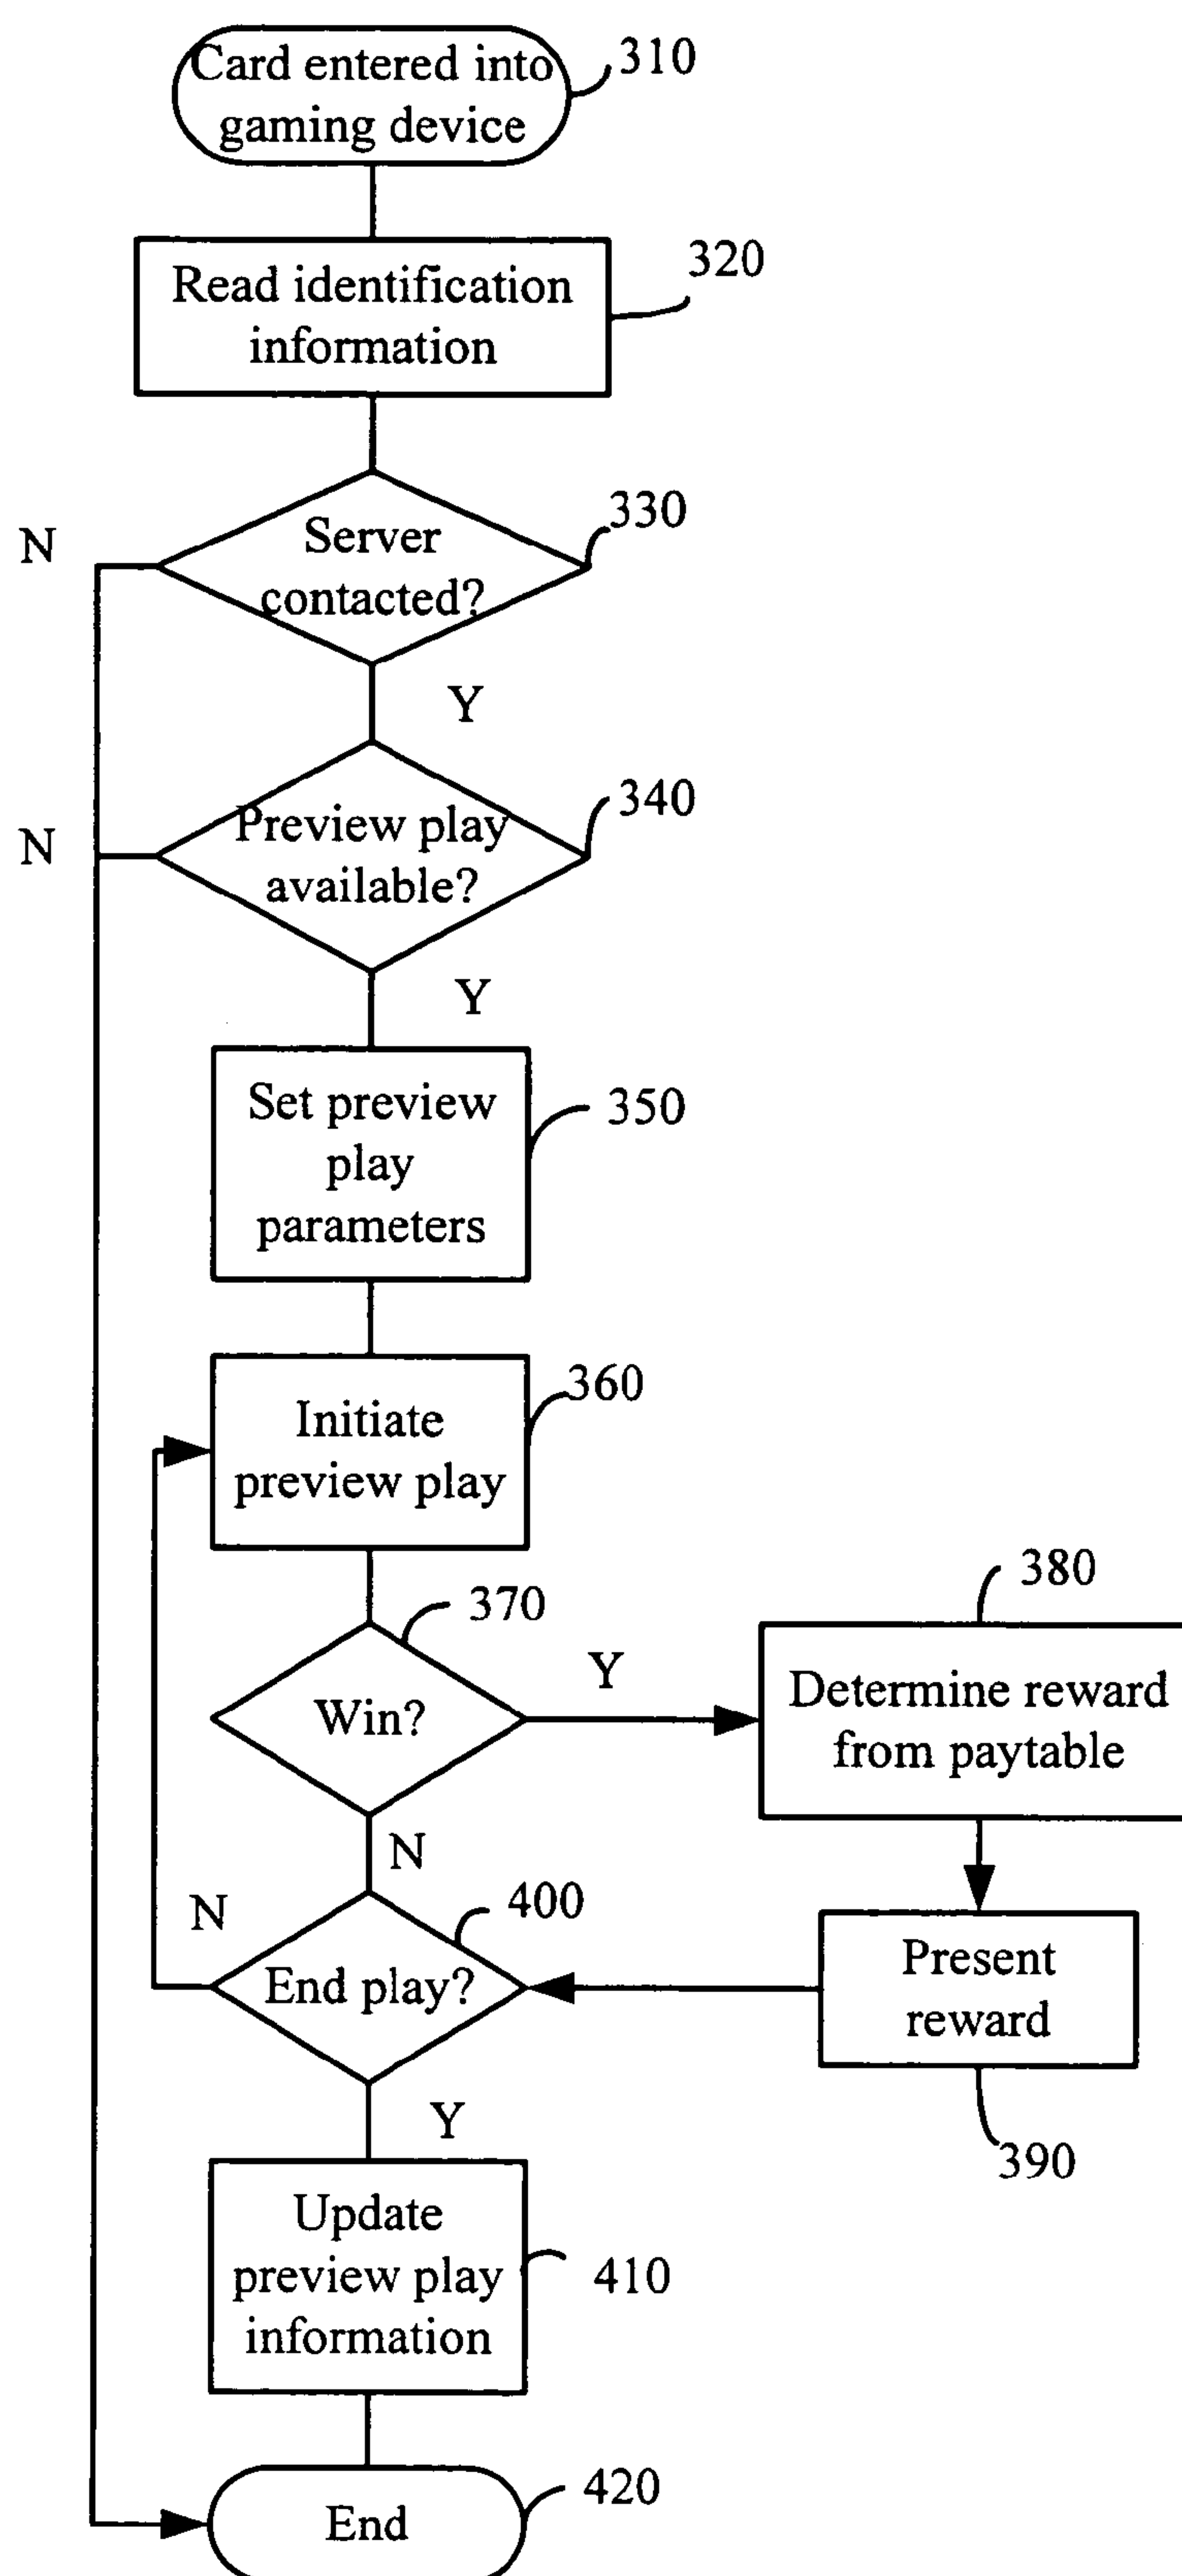 Card entered into
gaming device
310
Read identification
information
320
Server
contacted?
330
N
Y
Preview play
available?
340
N
Y
Set preview
play
parameters
350
Initiate
preview play
360
Win?
370
Y
N
Determine reward
from paytable
380
Present
reward
390
End play?
400
N
Y
Update
preview play
information
410
End
420